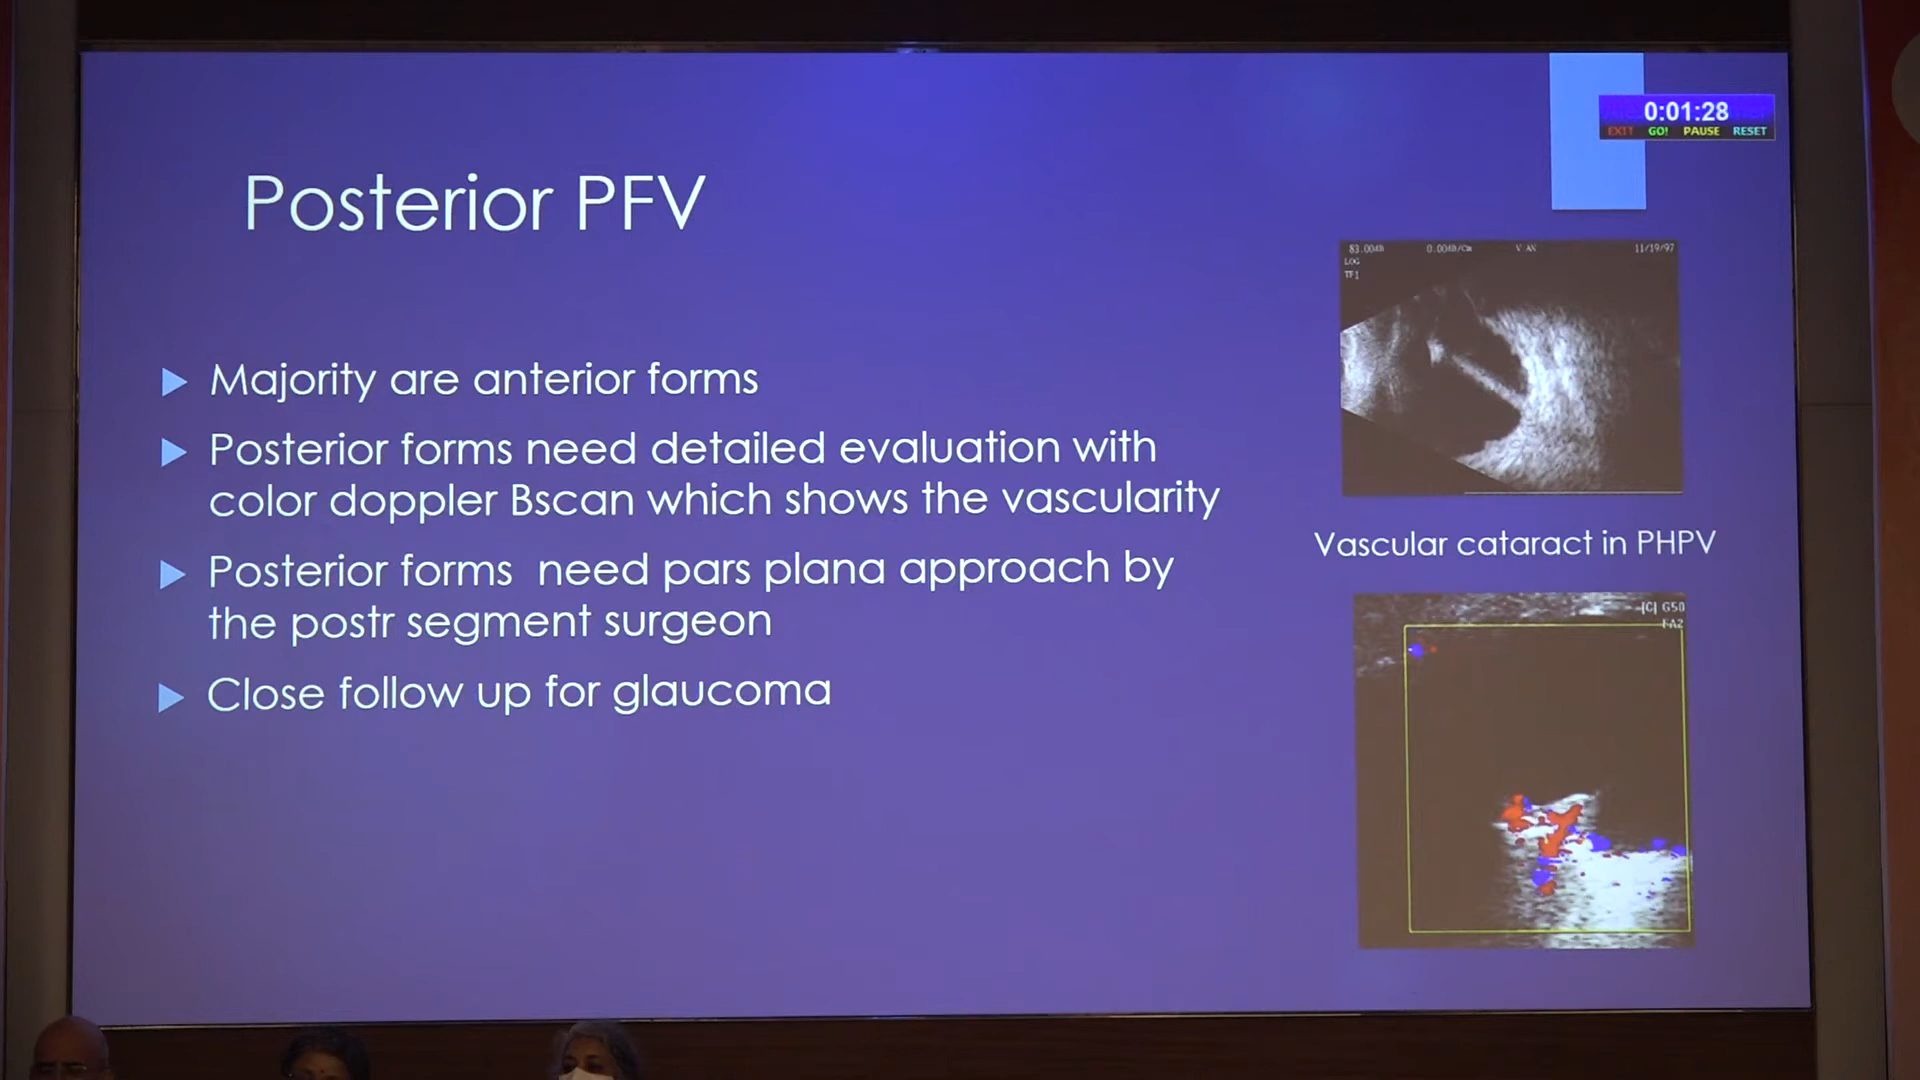 0:01:28
EXIT GO! PAUSE RESET
Posterior PFV
Majority are anterior forms
Posterior forms need detailed evaluation with
color doppler Bscan which shows the vascularity
Posterior forms need pars plana approach by
the postr segment surgeon
Close follow up for glaucoma
11/19/97
LOG
Vascular cataract in PHPV
[C] G50